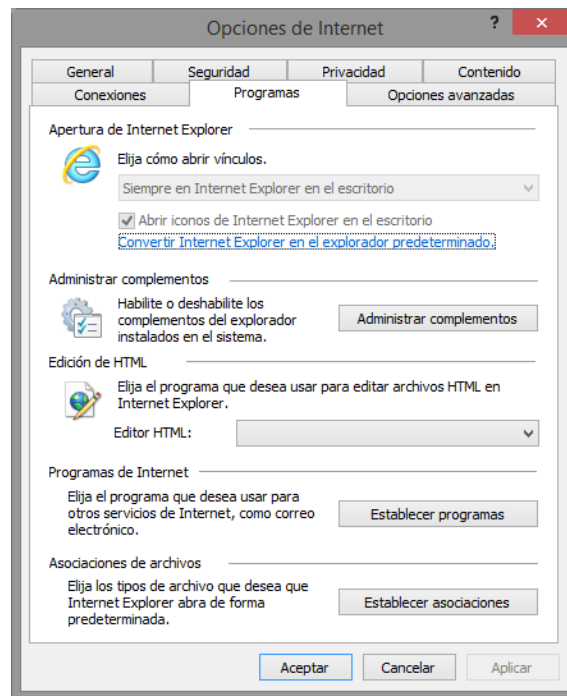 Opciones de Internet
?
×
General Seguridad Privacidad Contenido
Conexiones Programas Opciones avanzadas
Apertura de Internet Explorer
Elija cómo abrir vínculos.
Siempre en Internet Explorer en el escritorio
Abrir iconos de Internet Explorer en el escritorio
Convertir Internet Explorer en el explorador predeterminado.
Administrar complementos
Habilite o deshabilite los
complementos del explorador
instalados en el sistema.
Administrar complementos
Edición de HTML
Elija el programa que desea usar para editar archivos HTML en
Internet Explorer.
Editor HTML:
Programas de Internet
Elija el programa que desea usar para
otros servicios de Internet, como correo
electrónico.
Establecer programas
Asociaciones de archivos
Elija los tipos de archivo que desea que
Internet Explorer abra de forma
predeterminada.
Establecer asociaciones
Aceptar Cancelar Aplicar